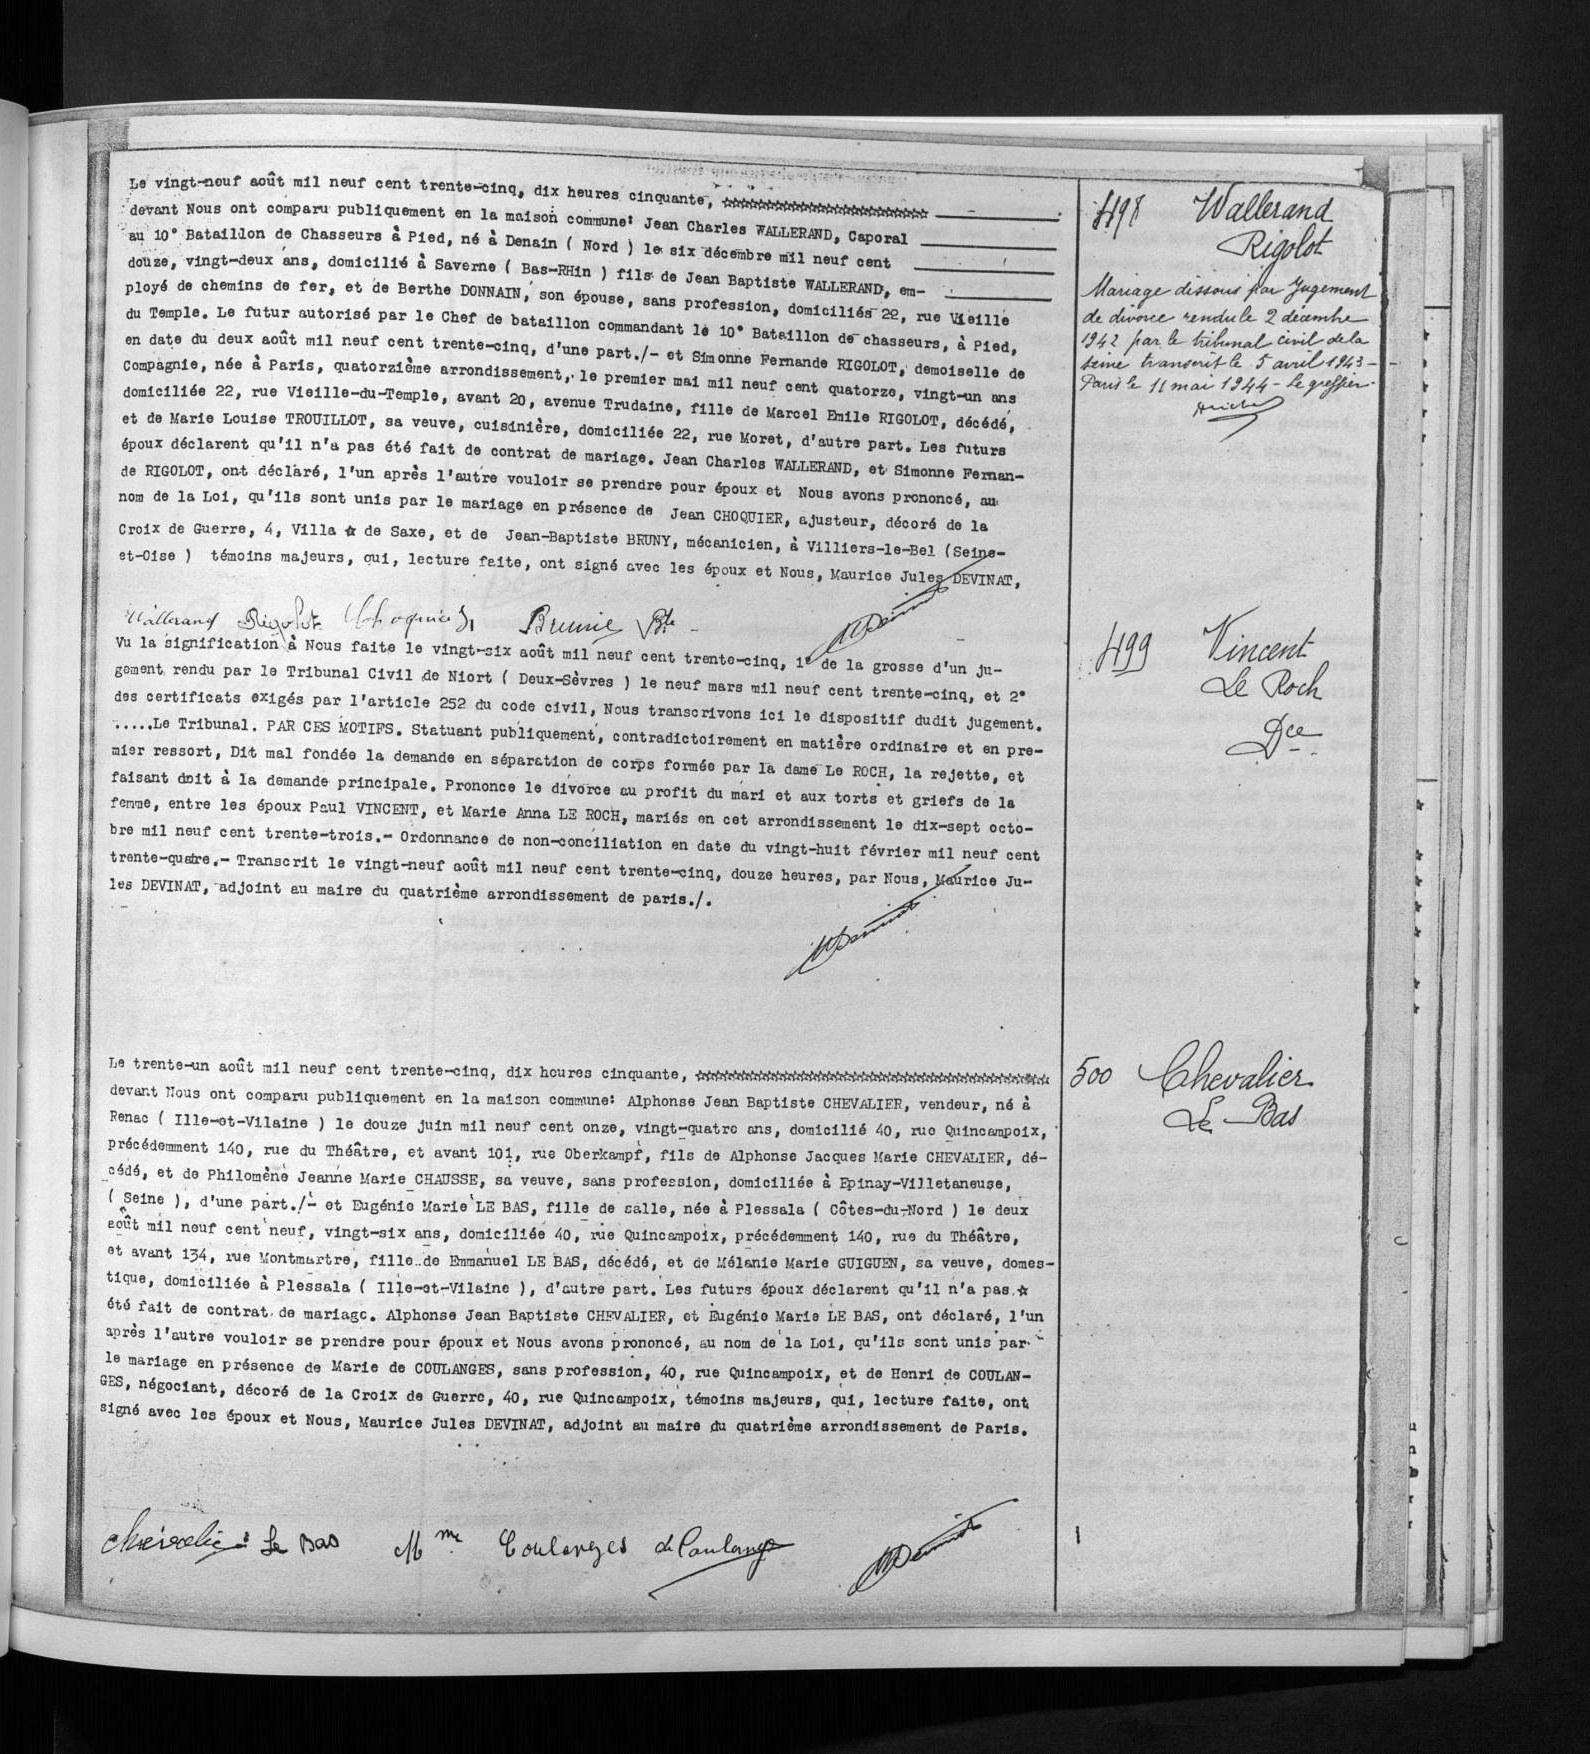 Le vingt-neuf août mil neuf cent trente-cinq, dix heures cinquante,
devant Nous ont comparu publiquement en la maison commune: Jean Charles WALLERAND, Caporal
au 10° Bataillon de Chasseurs à Pied, né à Denain ( Nord ) le six décembre mil neuf cent
douze, vingt-deux ans, domicilié à Saverne ( Bas-RHin ) fils de Jean Baptiste WALLERAND, em-
ployé de chemins de fer, et de Berthe DONNAIN, son épouse, sans profession, domiciliés 22, rue Vieille
du Temple. Le futur autorisé par le Chef de bataillon commandant le 10° Bataillon de chasseurs, à Pied,
en date du deux août mil neuf cent trente-cinq, d'une part./- et Simonne Fernande RIGOLOT, demoiselle de
Compagnie, née à Paris, quatorzième arrondissement, le premier mai mil neuf cent quatorze, vingt-un ans
domiciliée 22, rue Vieille-du-Temple, avant 20, avenue Trudaine, fille de Marcel Emile RIGOLOT, décédé,
et de Marie Louise TROUILLOT, sa veuve, cuisinière, domiciliée 22, rue Moret, d'autre part. Les futurs
époux déclarent qu'il n'a pas été fait de contrat de mariage. Jean Charles WALLERAND, et Simonne Fernan-
de RIGOLOT, ont déclaré, l'un après l'autre vouloir se prendre pour époux et Nous avons prononcé, au
nom de la Loi, qu'ils sont unis par le mariage en présence de Jean CHOQUIER, ajusteur, décoré de la
Croix de Guerre, 4, Villa de Saxe, et de Jean-Baptiste BRUNY, mécanicien, à Villiers-le-Bel (Seine-
et-Oise ) témoins majeurs, qui, lecture faite, ont signé avec les époux et Nous, Maurice Jules DEVINAT,
Wallerand Rigolot Choquier J. Brunie Bte
498 Wallerand
Rigolot
Mariage dissous par Jugement
de divorce rendu le 2 décembre
1942 par le tribunal civil de la
Seine transcrit le 5 avril 1943 -
Paris le 11 mai 1944 - Le greffier.
Vu la signification à Nous faite le vingt-six août mil neuf cent trente-cinq, 1° de la grosse d'un ju-
gement rendu par le Tribunal Civil de Niort ( Deux-Sèvres ) le neuf mars mil neuf cent trente-cinq, et 2°
des certificats exigés par l'article 252 du code civil, Nous transcrivons ici le dispositif dudit jugement.
.....Le Tribunal. PAR CES MOTIFS. Statuant publiquement, contradictoirement en matière ordinaire et en pre-
mier ressort, Dit mal fondée la demande en séparation de corps formée par la dame Le ROCH, la rejette, et
faisant doit à la demande principale. Prononce le divorce au profit du mari et aux torts et griefs de la
femme, entre les époux Paul VINCENT, et Marie Anna LE ROCH, mariés en cet arrondissement le dix-sept octo-
bre mil neuf cent trente-trois.- Ordonnance de non-conciliation en date du vingt-huit février mil neuf cent
trente-quatre.- Transcrit le vingt-neuf août mil neuf cent trente-cinq, douze heures, par Nous, Maurice Ju-
les DEVINAT, adjoint au maire du quatrième arrondissement de paris./.
MDevinat
499 Vincent
Le Roch
Dce
Le trente-un août mil neuf cent trente-cinq, dix heures cinquante,
devant Nous ont comparu publiquement en la maison commune: Alphonse Jean Baptiste CHEVALIER, vendeur, né à
Renac ( Ille-et-Vilaine ) le douze juin mil neuf cent onze, vingt-quatre ans, domicilié 40, rue Quincampoix,
précédemment 140, rue du Théâtre, et avant 101, rue Oberkampf, fils de Alphonse Jacques Marie CHEVALIER, dé-
cédé, et de Philomène Jeanne Marie CHAUSSE, sa veuve, sans profession, domiciliée à Epinay-Villetaneuse,
( Seine ), d'une part./- et Eugénie Marie LE BAS, fille de salle, née à Plessala ( Côtes-du-Nord ) le deux
août mil neuf cent neuf, vingt-six ans, domiciliée 40, rue Quincampoix, précédemment 140, rue du Théâtre,
et avant 134, rue Montmartre, fille de Emmanuel LE BAS, décédé, et de Mélanie Marie GUIGUEN, sa veuve, domes-
tique, domiciliée à Plessala ( Ille-et-Vilaine ), d'autre part. Les futurs époux déclarent qu'il n'a pas
été fait de contrat de mariage. Alphonse Jean Baptiste CHEVALIER, et Eugénie Marie LE BAS, ont déclaré, l'un
après l'autre vouloir se prendre pour époux et Nous avons prononcé, au nom de la Loi, qu'ils sont unis par
le mariage en présence de Marie de COULANGES, sans profession, 40, rue Quincampoix, et de Henri de COULAN-
GES, négociant, décoré de la Croix de Guerre, 40, rue Quincampoix, témoins majeurs, qui, lecture faite, ont
signé avec les époux et Nous, Maurice Jules DEVINAT, adjoint au maire du quatrième arrondissement de Paris.
Chevalier Le Bas Mme Coulanges de Coulanges MDevinat
500 Chevalier
Le Bas